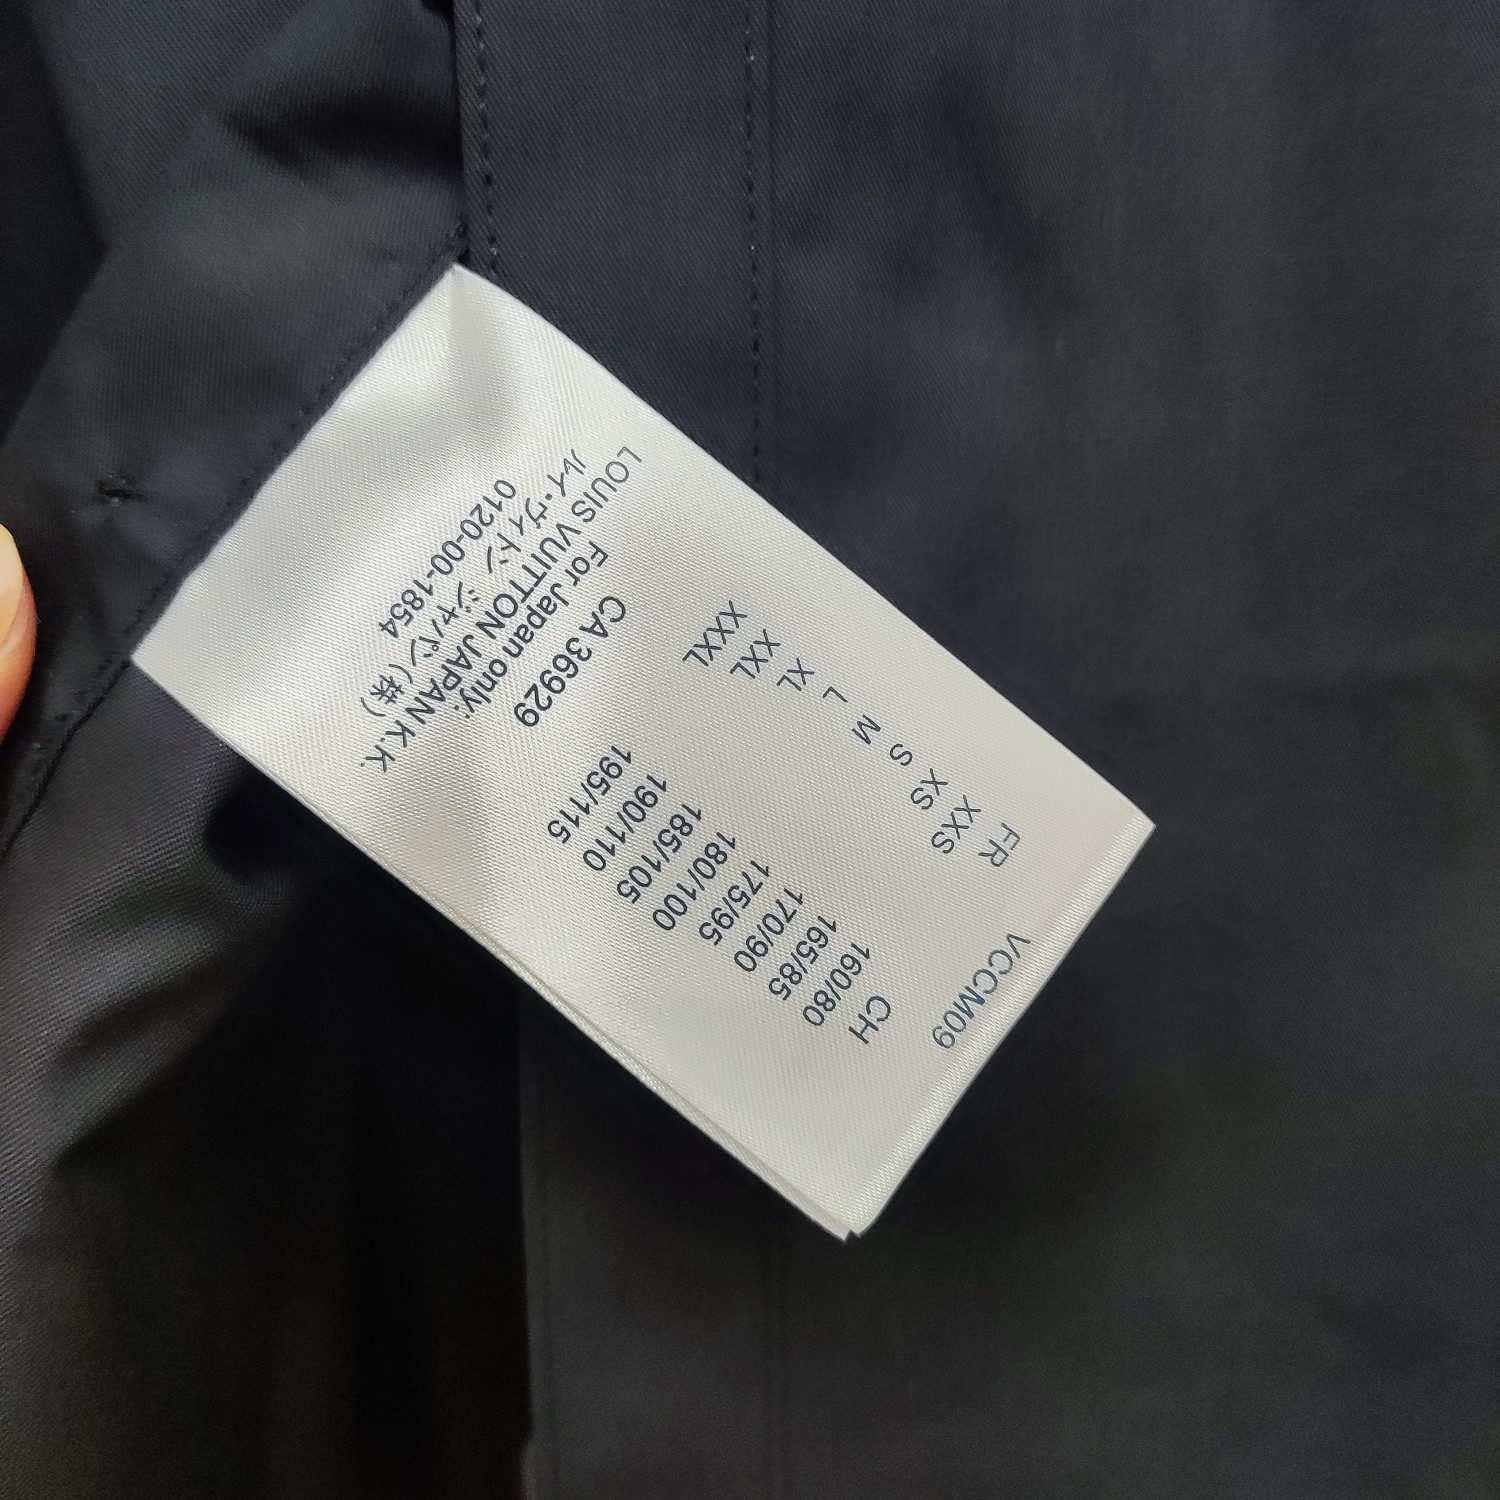 VCCM09
FR CH
XXS 160/80
XS 165/85
S 170/90
M 175/95
L 180/100
XL 185/105
XXL 190/110
XXXL 195/115
CA 36929
For Japan only:
LOUIS VUITTON JAPAN K.K.
ルイ・ヴィトン ジャパン(株)
0120-00-1854